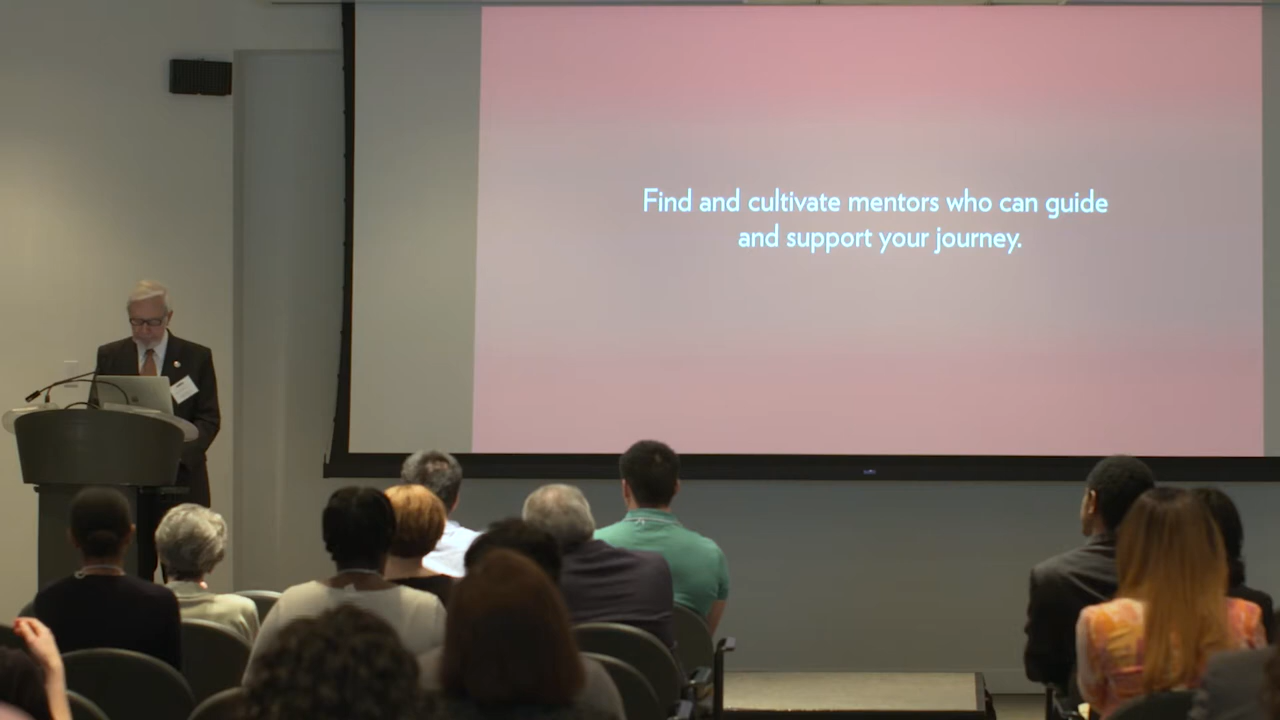 Find and cultivate mentors who can guide
and support your journey.